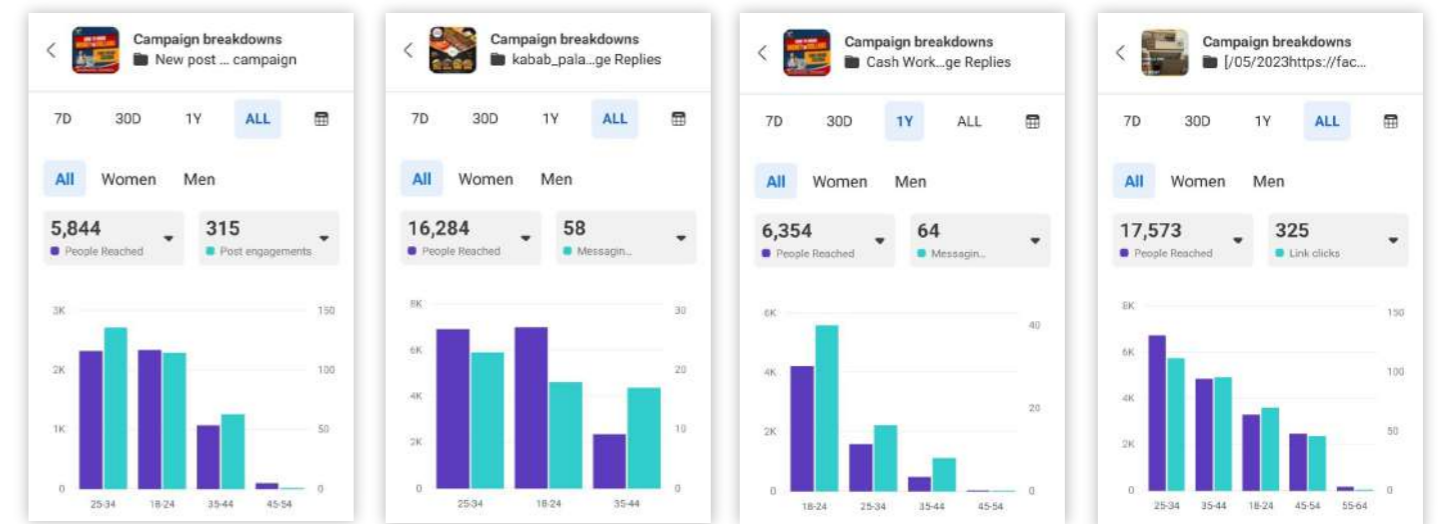 Campaign breakdowns
New post ... campaign
7D 30D 1Y ALL
All Women Men
5,844 315
People Reached Post engagements
3K 150
2K 100
1K 50
0 0
25-34 18-24 35-44 45-54
Campaign breakdowns
kabab_pala...ge Replies
7D 30D 1Y ALL
All Women Men
16,284 58
People Reached Messagin...
8K 30
6K
20
4K
10
2K
0 0
25-34 18-24 35-44
Campaign breakdowns
Cash Work...ge Replies
7D 30D 1Y ALL
All Women Men
6,354 64
People Reached Messagin...
6K
40
4K
20
2K
0 0
18-24 25-34 35-44 45-54
Campaign breakdowns
[/05/2023https://fac...
7D 30D 1Y ALL
All Women Men
17,573 325
People Reached Link clicks
8K
150
6K
100
4K
50
2K
0 0
25-34 35-44 18-24 45-54 55-64